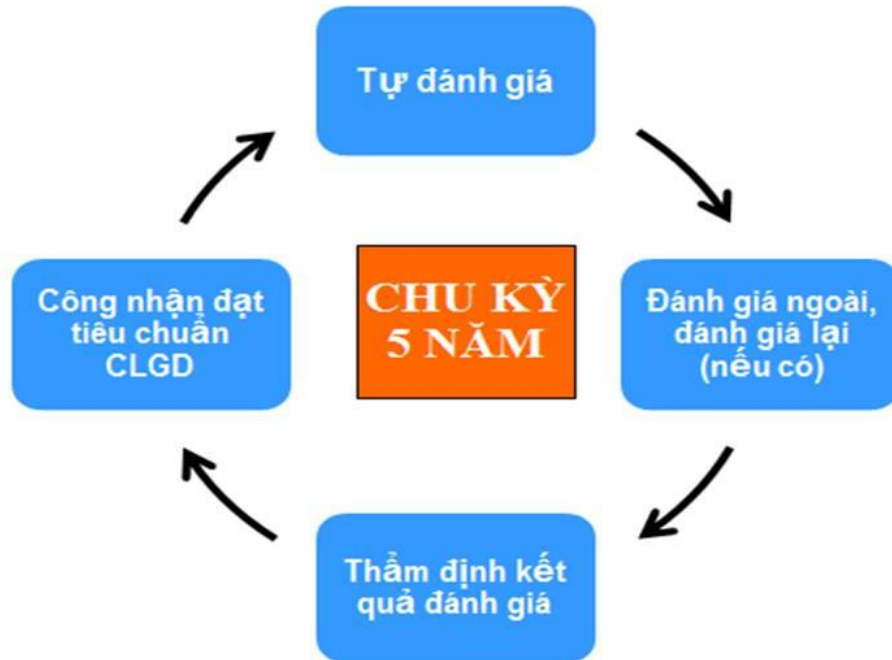 Tự đánh giá
Đánh giá ngoài,
đánh giá lại
(nếu có)
Thẩm định kết
quả đánh giá
Công nhận đạt
tiêu chuẩn
CLGD
CHU KỲ
5 NĂM